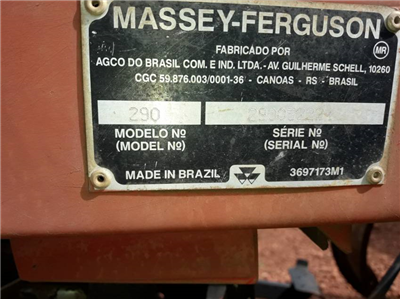 MASSEY-FERGUSON
FABRICADO POR
MR
AGCO DO BRASIL COM. E IND. LTDA.- AV. GUILHERME SCHELL, 10260
CGC 59.876.003/0001-36 - CANOAS - RS - BRASIL
290
MODELO Nº SÉRIE Nº
(MODEL Nº) (SERIAL Nº)
MADE IN BRAZIL 3697173M1